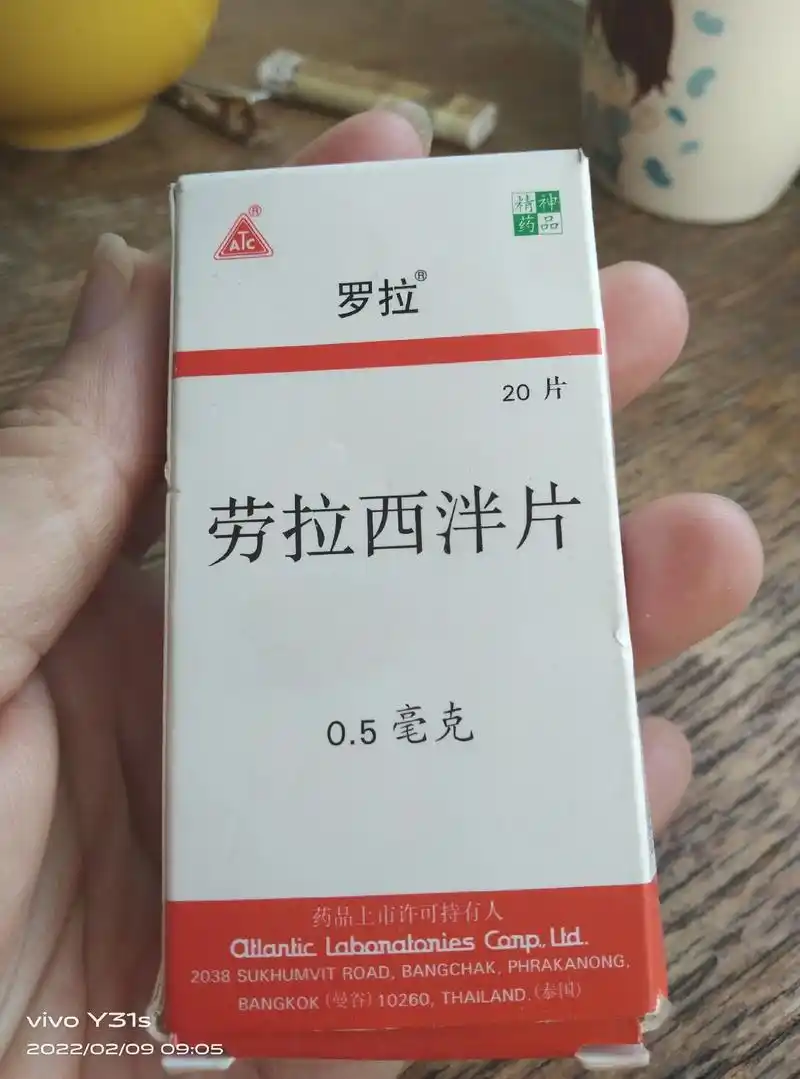 ATC®
精神
药品
罗拉®
20 片
劳拉西泮片
0.5 毫克
药品上市许可持有人
Atlantic Laboratories Corp., Ltd.
2038 SUKHUMVIT ROAD, BANGCHAK, PHRAKANONG,
BANGKOK (曼谷) 10260, THAILAND. (泰国)
vivo Y31s
2022/02/09 09:05